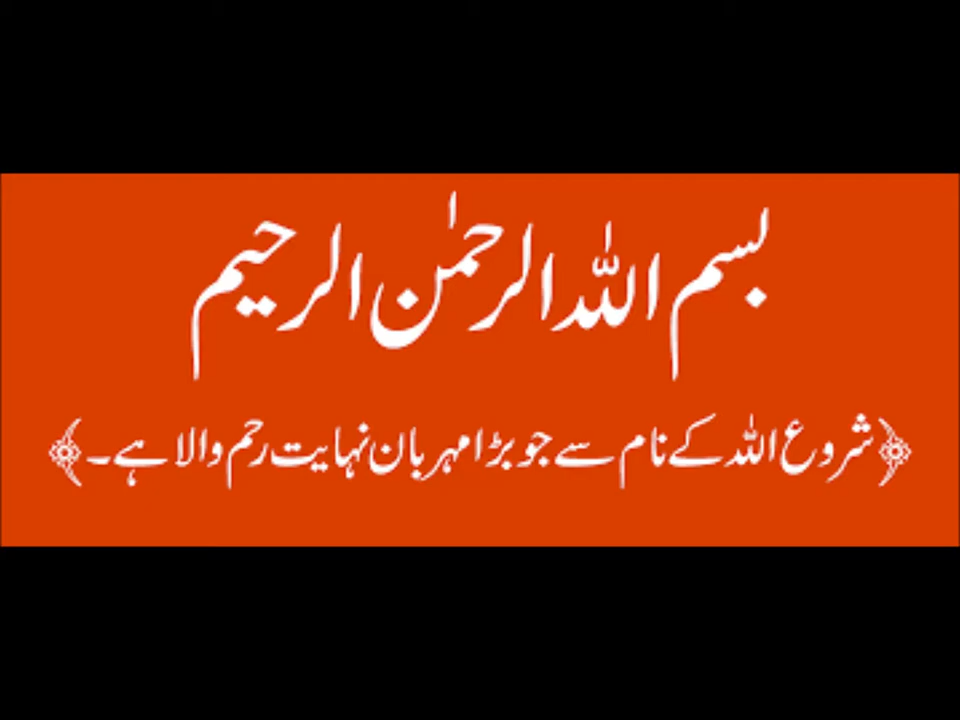 بسم اللہ الرحمٰن الرحیم
﴿شروع اللہ کے نام سے جو بڑا مہربان نہایت رحم والا ہے۔﴾